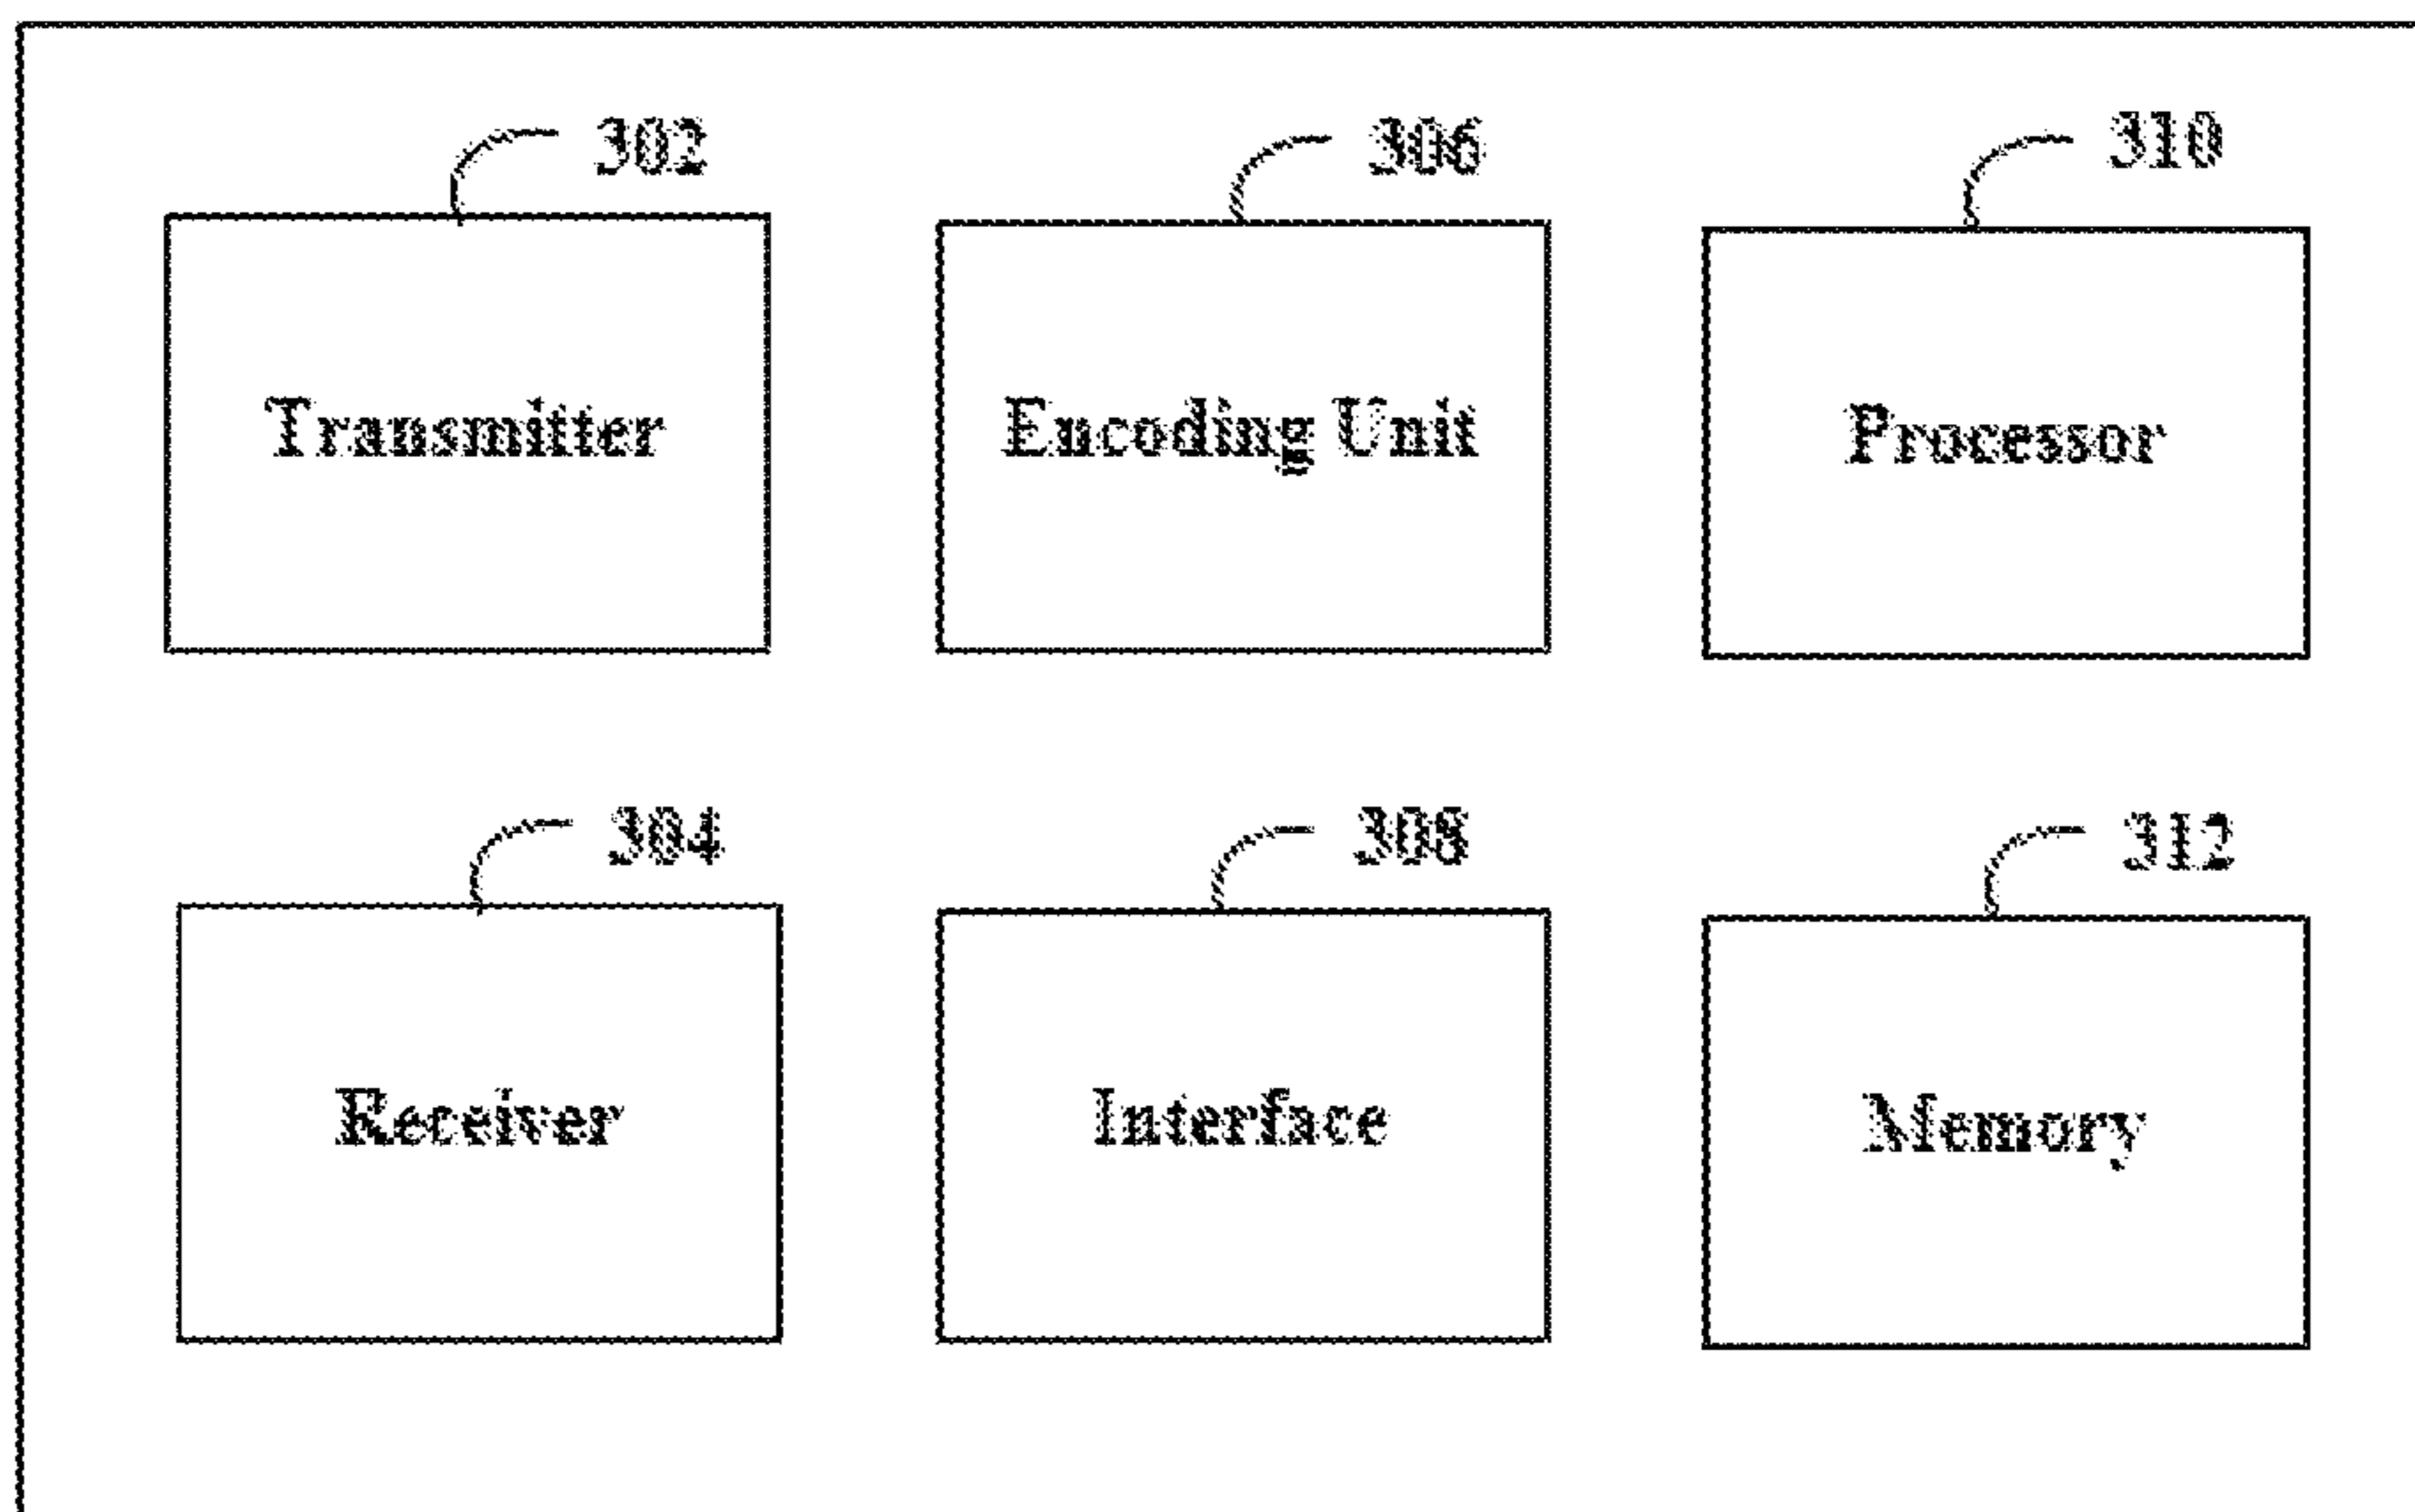 302
306
310
Transmitter
Encoding Unit
Processor
304
308
312
Receiver
Interface
Memory